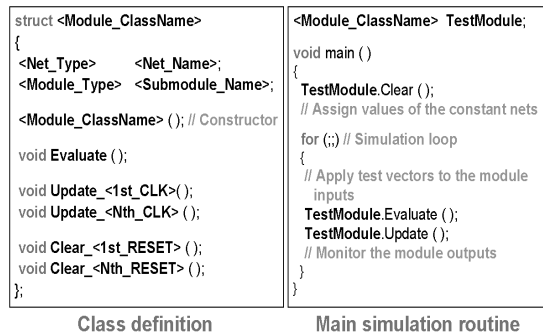 struct <Module_ClassName>
{
<Net_Type> <Net_Name>;
<Module_Type> <Submodule_Name>;
<Module_ClassName> ( ); // Constructor
void Evaluate ( );
void Update_<1st_CLK>( );
void Update_<Nth_CLK> ( );
void Clear_<1st_RESET> ( );
void Clear_<Nth_RESET> ( );
};
Class definition
<Module_ClassName> TestModule;
void main ( )
{
TestModule.Clear ( );
// Assign values of the constant nets
for (;;) // Simulation loop
{
// Apply test vectors to the module
inputs
TestModule.Evaluate ( );
TestModule.Update ( );
// Monitor the module outputs
}
}
Main simulation routine